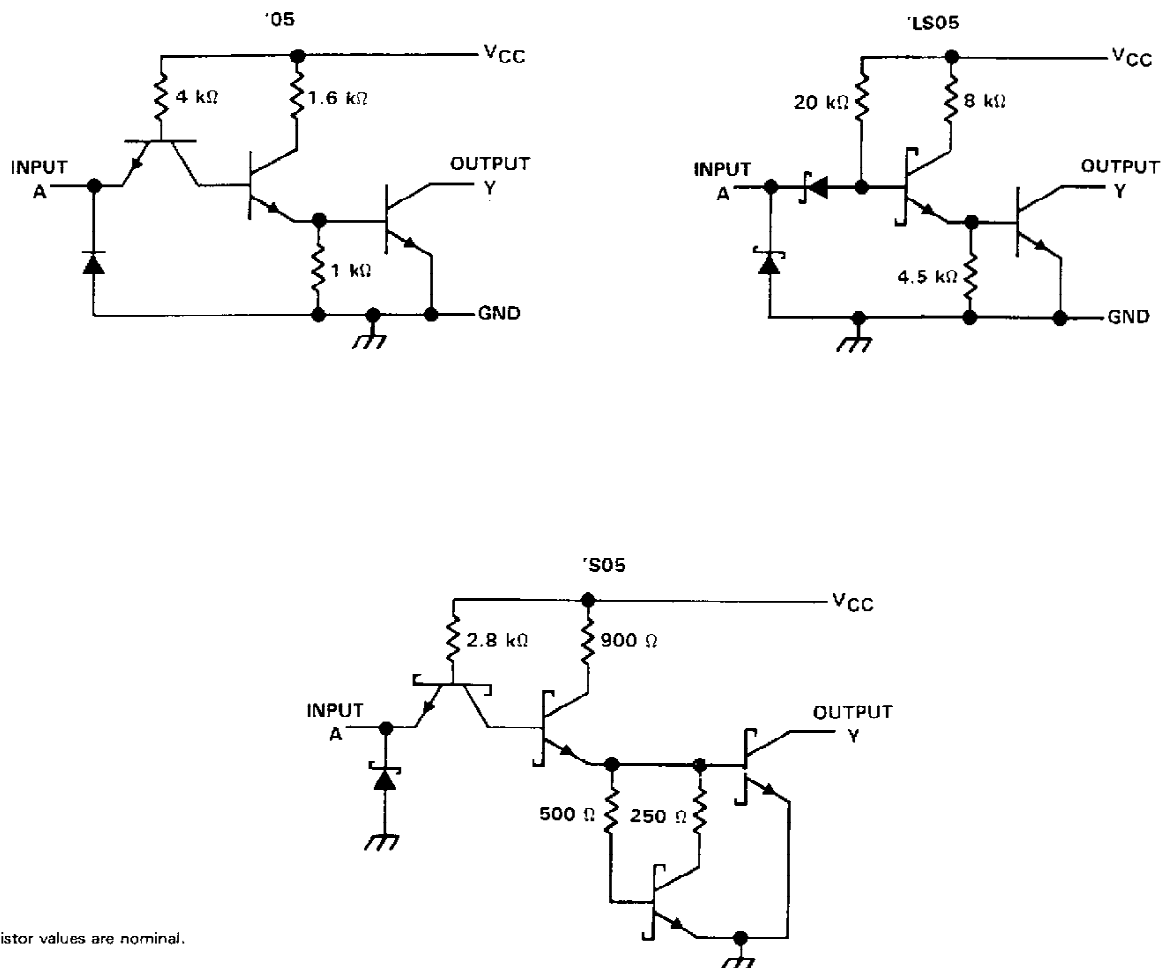 '05
VCC
4 kΩ
1.6 kΩ
INPUT
A
OUTPUT
Y
1 kΩ
GND
'LS05
VCC
20 kΩ
8 kΩ
INPUT
A
OUTPUT
Y
4.5 kΩ
GND
'S05
VCC
2.8 kΩ
900 Ω
INPUT
A
OUTPUT
Y
500 Ω
250 Ω
istor values are nominal.